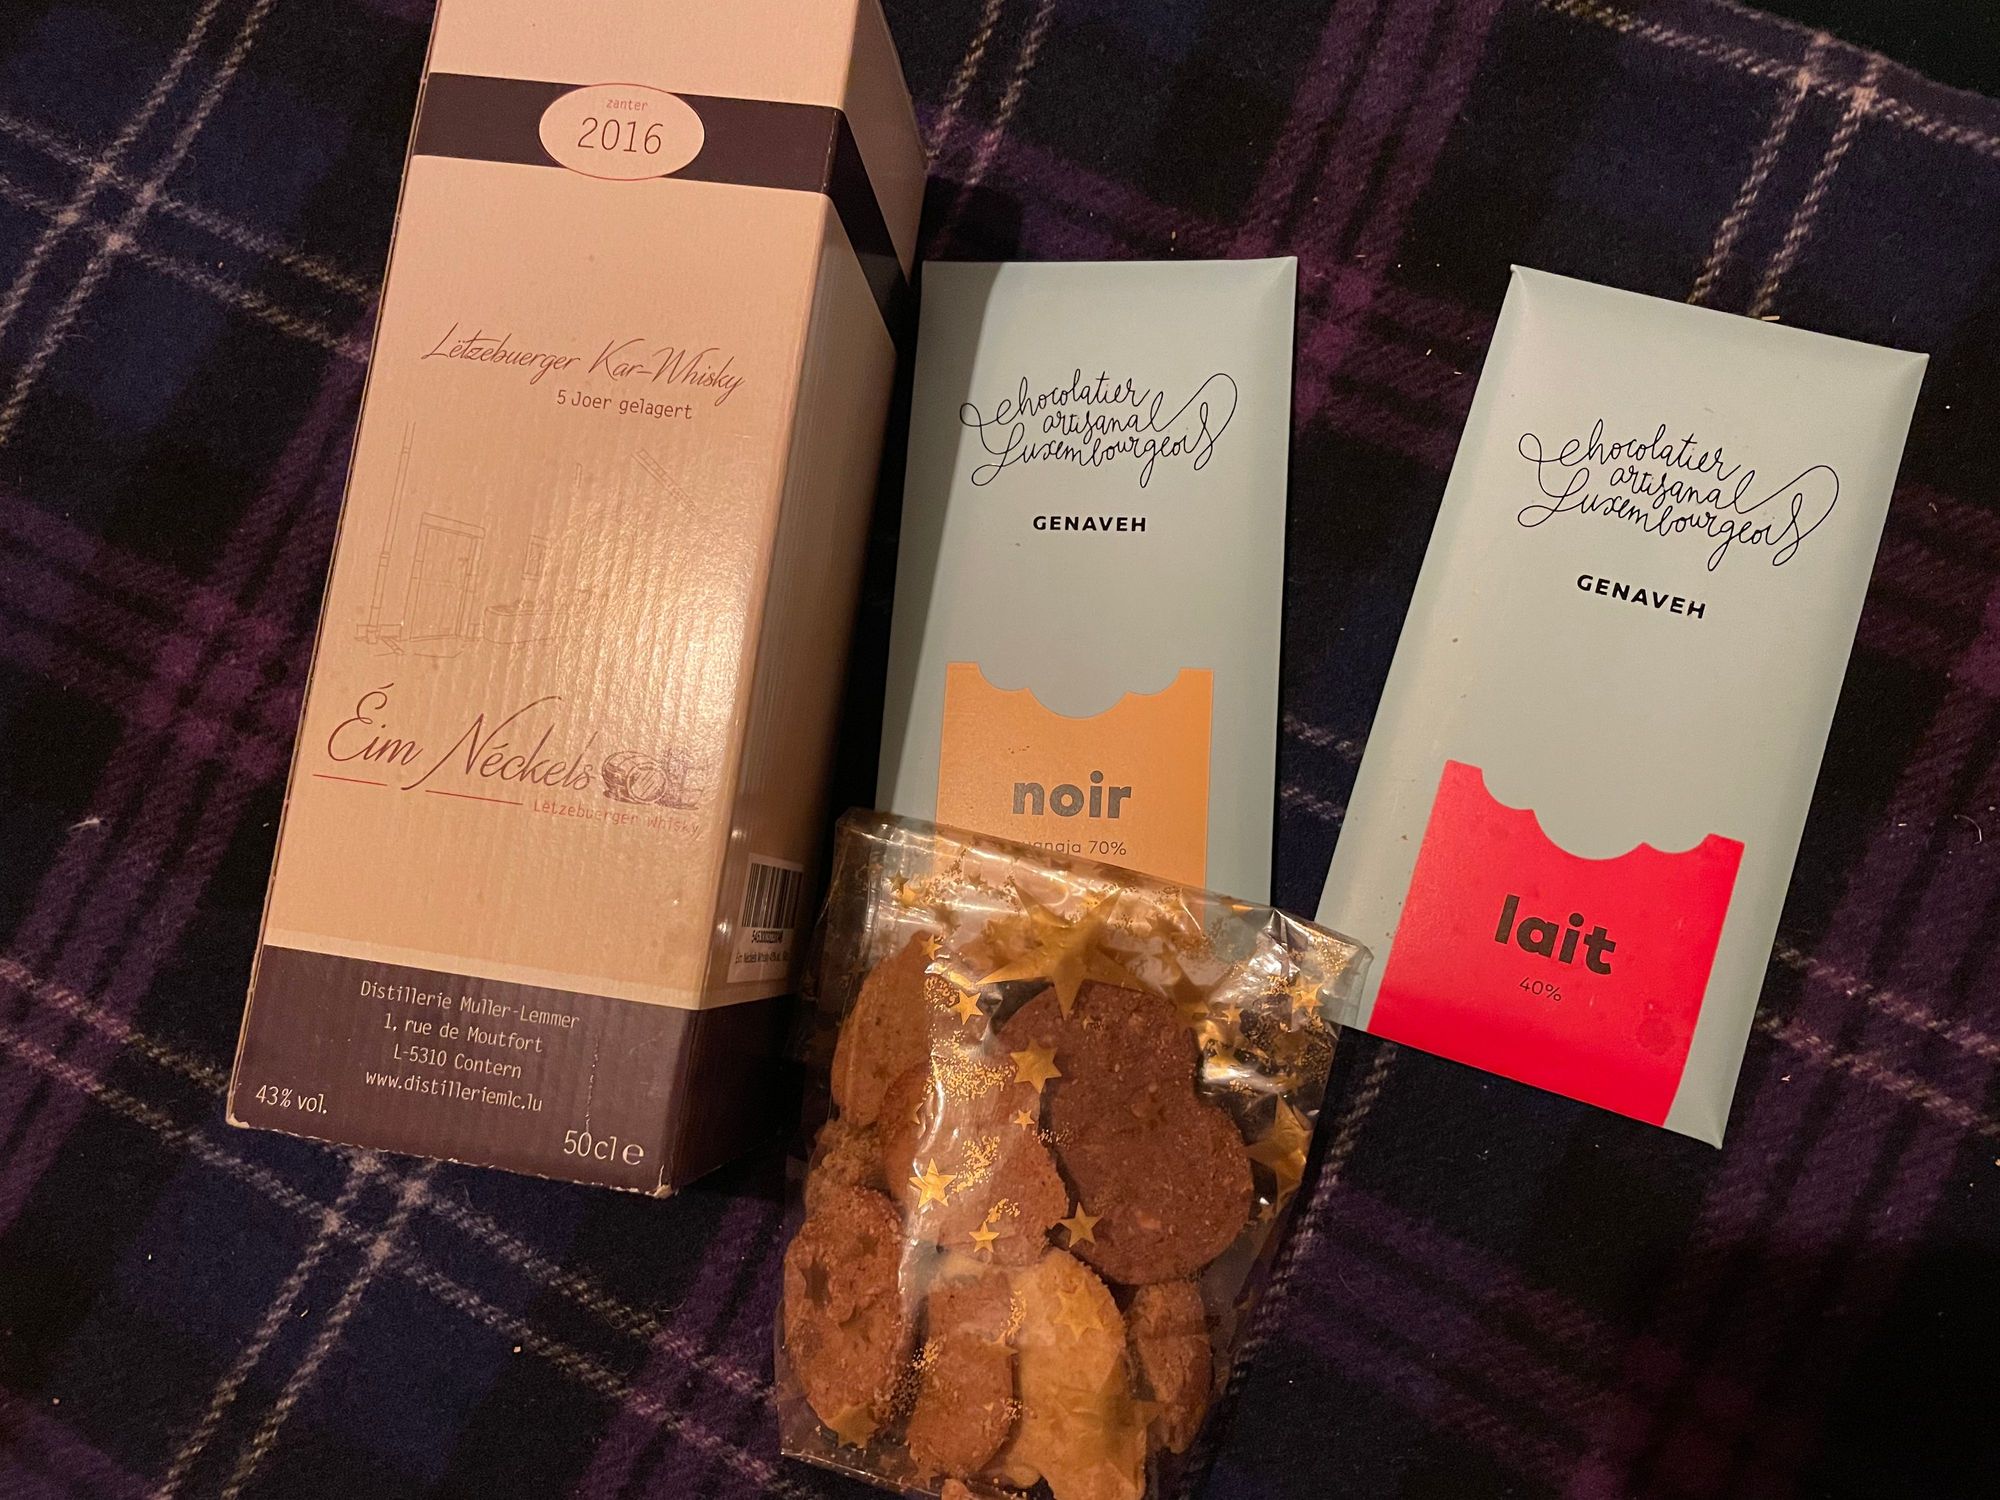 zanter
2016
Lëtzebuerger Kar-Whisky
5 Joer gelagert
Éim Néckels
Lëtzebuerger Whisky
Distillerie Muller-Lemmer
1, rue de Moutfort
L-5310 Contern
www.distilleriemlc.lu
43% vol.
50cl e
chocolatier
artisanal
Luxembourgeois
GENAVEH
noir
70%
chocolatier
artisanal
Luxembourgeois
GENAVEH
lait
40%